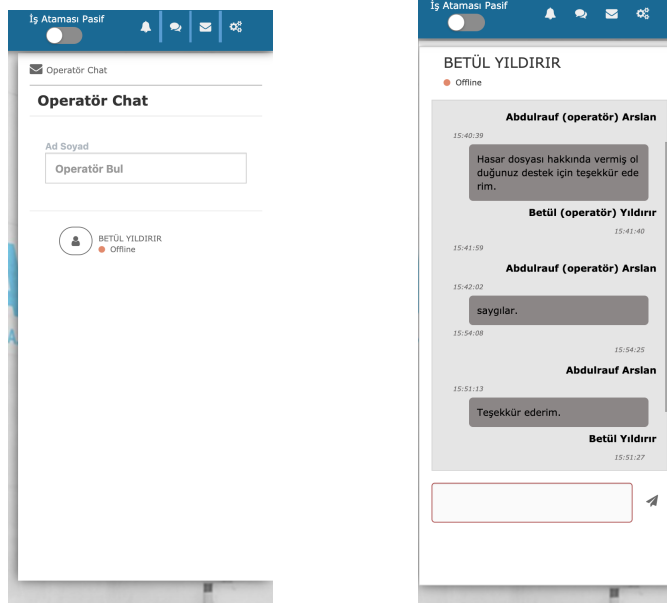 İş Ataması Pasif
Operatör Chat
Operatör Chat
Ad Soyad
Operatör Bul
BETÜL YILDIRIR
Offline
İş Ataması Pasif
BETÜL YILDIRIR
Offline
Abdulrauf (operatör) Arslan
15:40:39
Hasar dosyası hakkında vermiş ol
duğunuz destek için teşekkür ede
rim.
Betül (operatör) Yıldırır
15:41:40
15:41:59
Abdulrauf (operatör) Arslan
15:42:02
saygılar.
15:54:08
15:54:25
Abdulrauf Arslan
15:51:13
Teşekkür ederim.
Betül Yıldırır
15:51:27